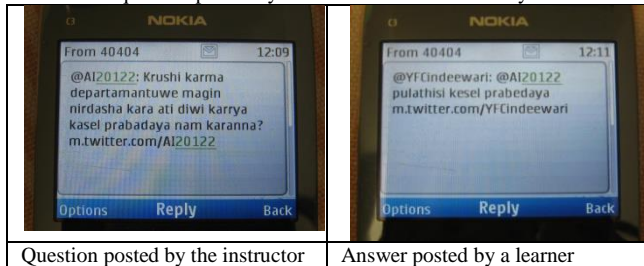 NOKIA
From 40404 12:09
@AI20122: Krushi karma
departamantuwe magin
nirdasha kara ati diwi karrya
kasel prabadaya nam karanna?
m.twitter.com/AI20122
Options Reply Back
Question posted by the instructor
NOKIA
From 40404 12:11
@YFCindeewari: @AI20122
pulathisi kesel prabedaya
m.twitter.com/YFCindeewari
Options Reply Back
Answer posted by a learner